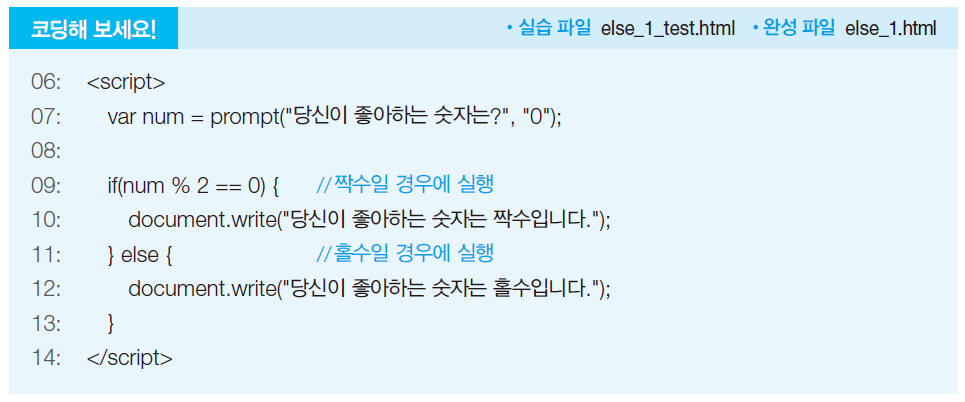 코딩해 보세요!
• 실습 파일 else_1_test.html • 완성 파일 else_1.html
06: <script>
07: var num = prompt("당신이 좋아하는 숫자는?", "0");
08:
09: if(num % 2 == 0) { //짝수일 경우에 실행
10: document.write("당신이 좋아하는 숫자는 짝수입니다.");
11: } else { //홀수일 경우에 실행
12: document.write("당신이 좋아하는 숫자는 홀수입니다.");
13: }
14: </script>